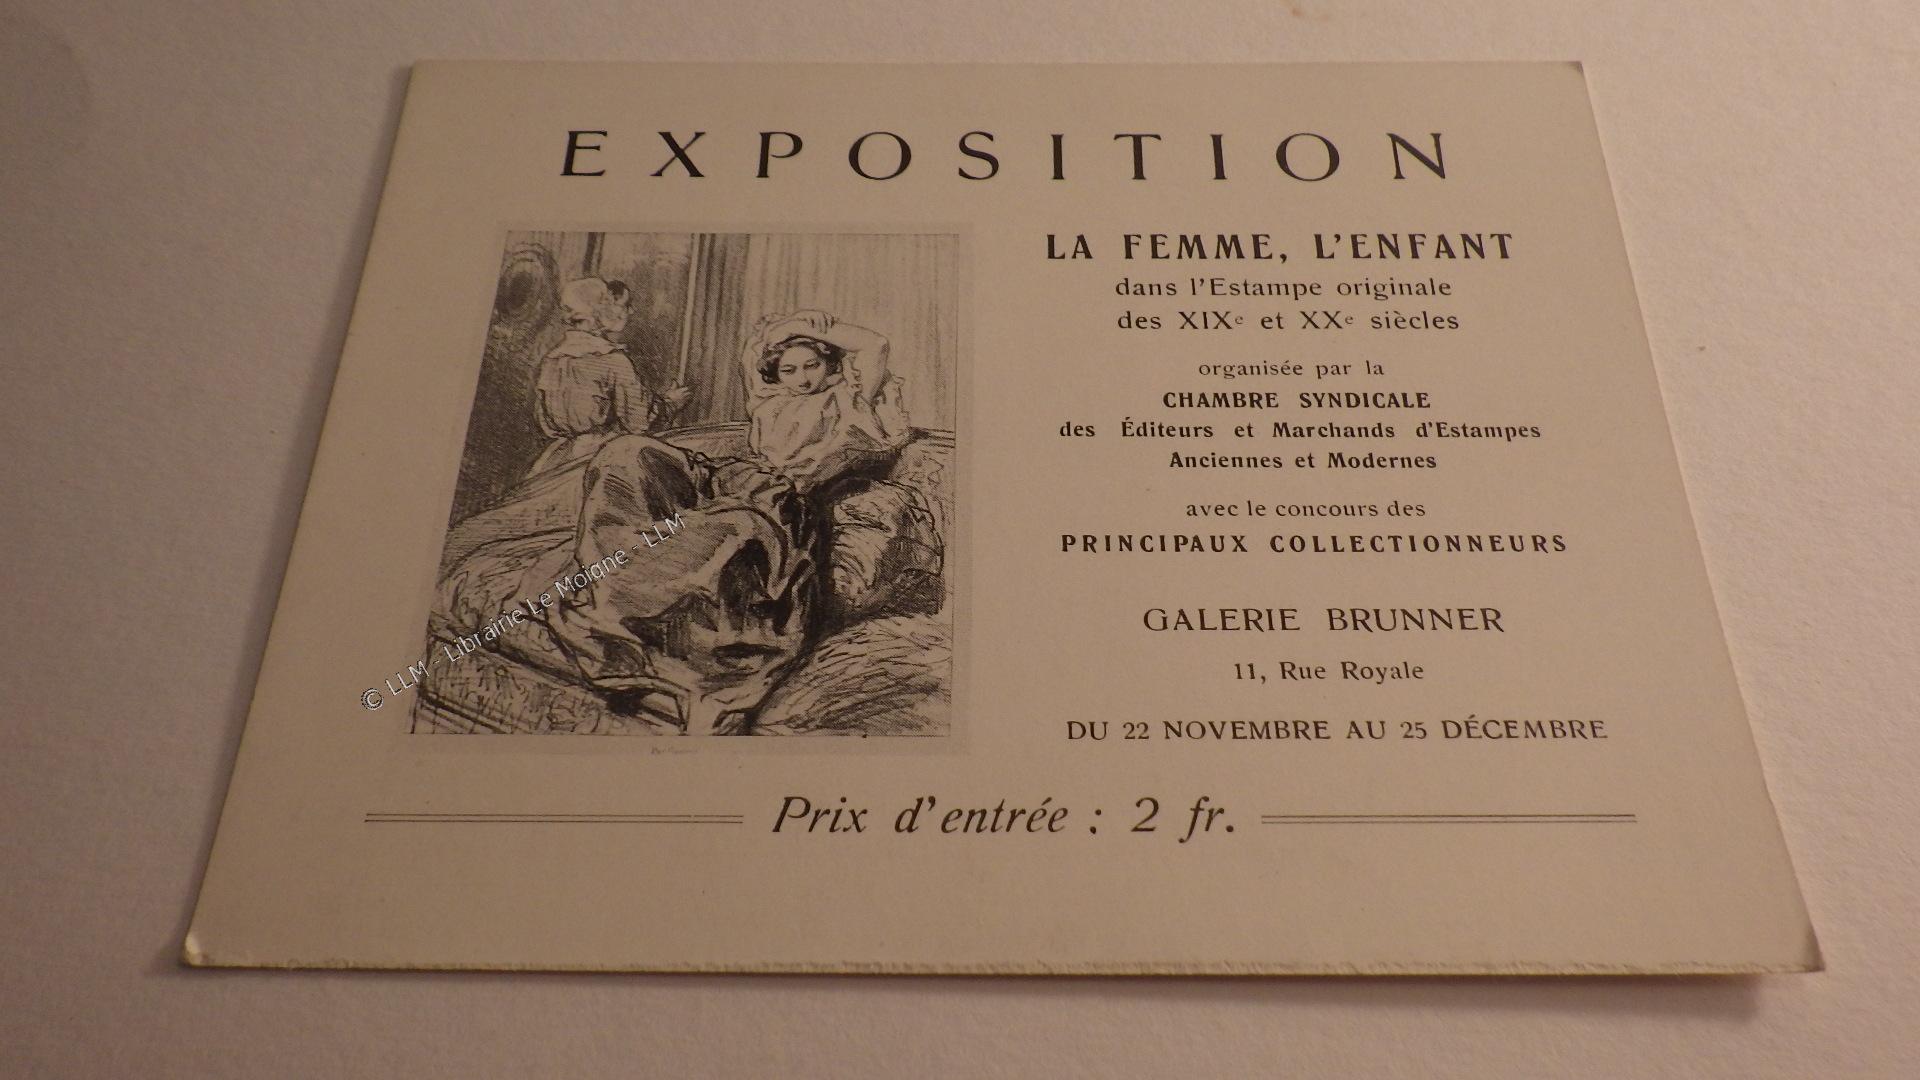 EXPOSITION
LA FEMME, L'ENFANT
dans l'Estampe originale
des XIXe et XXe siècles
organisée par la
CHAMBRE SYNDICALE
des Éditeurs et Marchands d'Estampes
Anciennes et Modernes
avec le concours des
PRINCIPAUX COLLECTIONNEURS
GALERIE BRUNNER
11, Rue Royale
DU 22 NOVEMBRE AU 25 DÉCEMBRE
Prix d'entrée : 2 fr.
© LLM - Librairie Le Moigne - LLM